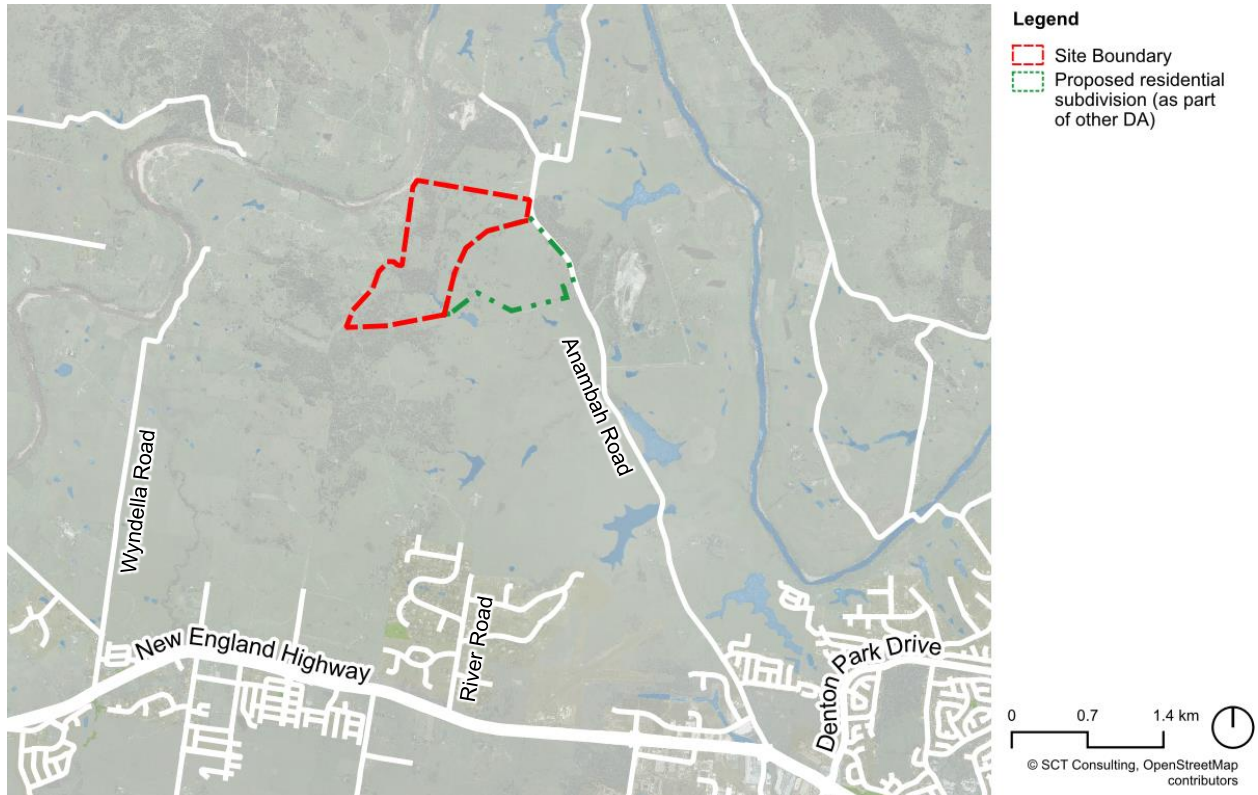 Legend
Site Boundary
Proposed residential
subdivision (as part
of other DA)
Anambah Road
Wyndella Road
New England Highway
River Road
Denton Park Drive
0 0.7 1.4 km
© SCT Consulting, OpenStreetMap
contributors